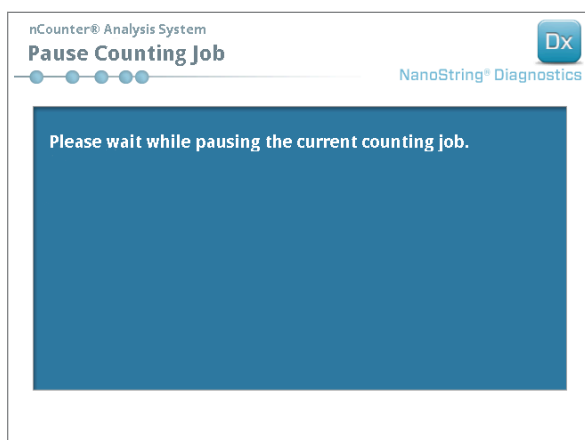 nCounter® Analysis System
Pause Counting Job
Dx
NanoString® Diagnostics
Please wait while pausing the current counting job.